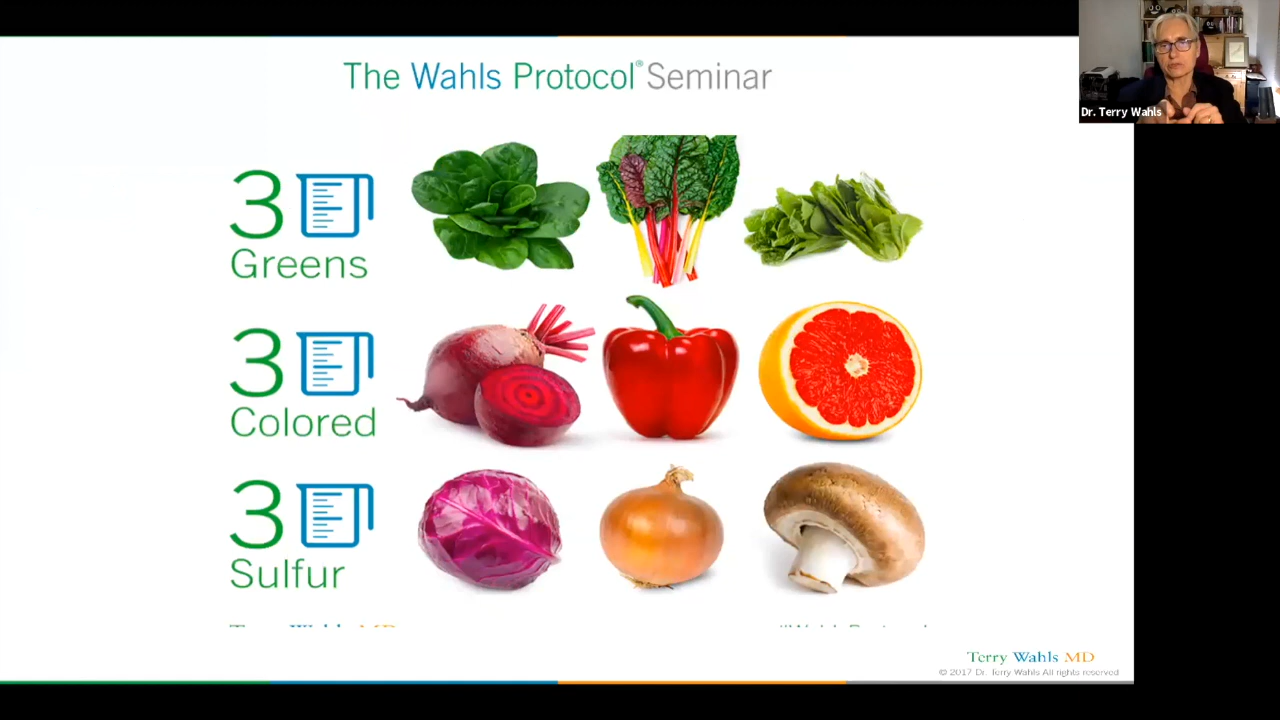 The Wahls Protocol® Seminar
Dr. Terry Wahls
3
Greens
3
Colored
3
Sulfur
Terry Wahls MD
© 2017 Dr. Terry Wahls All rights reserved